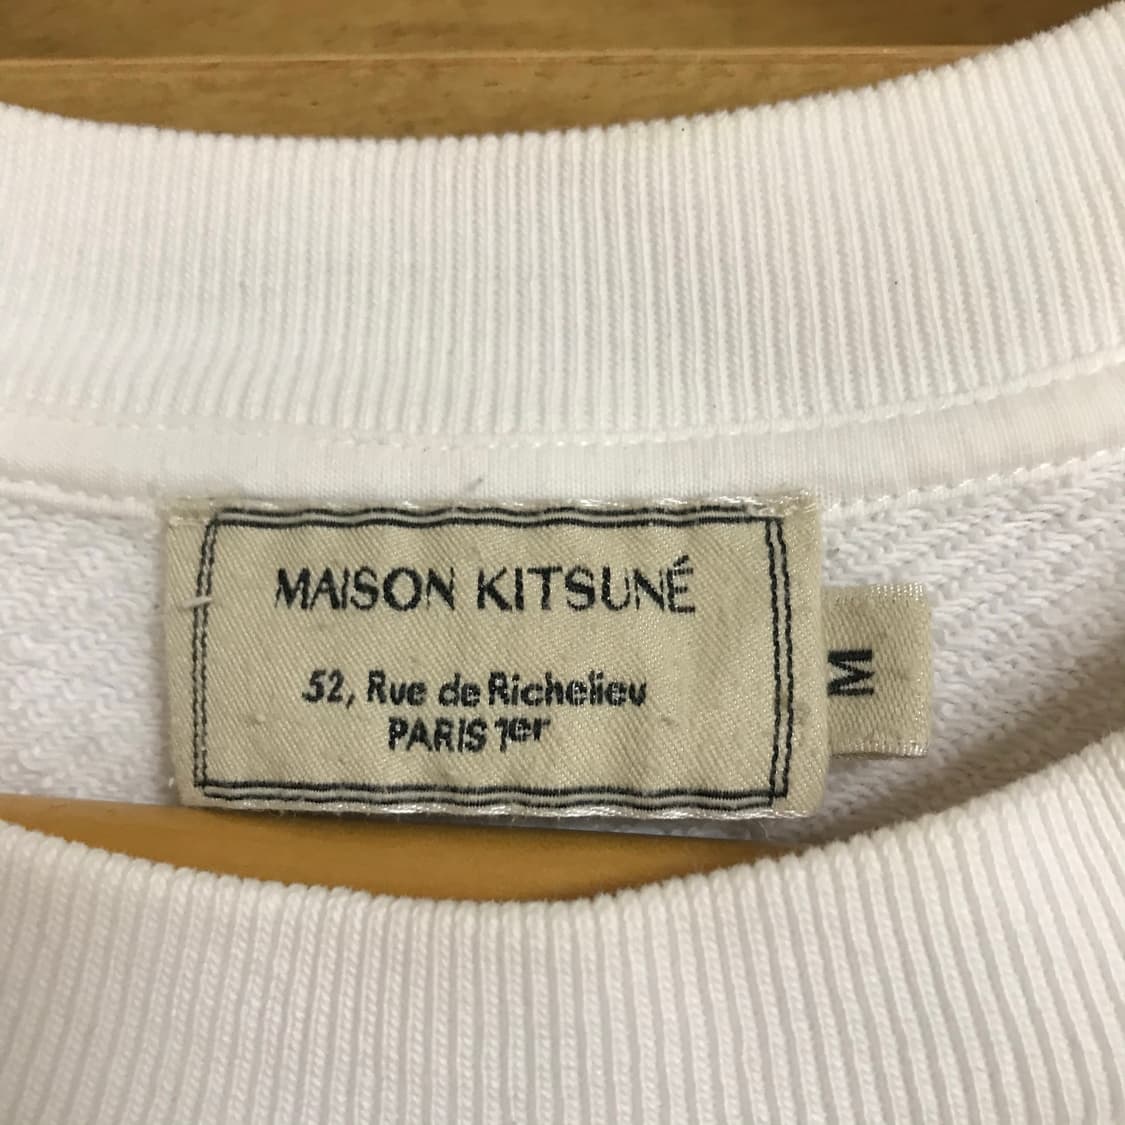 MAISON KITSUNÉ
52, Rue de Richelieu
PARIS 1er
M